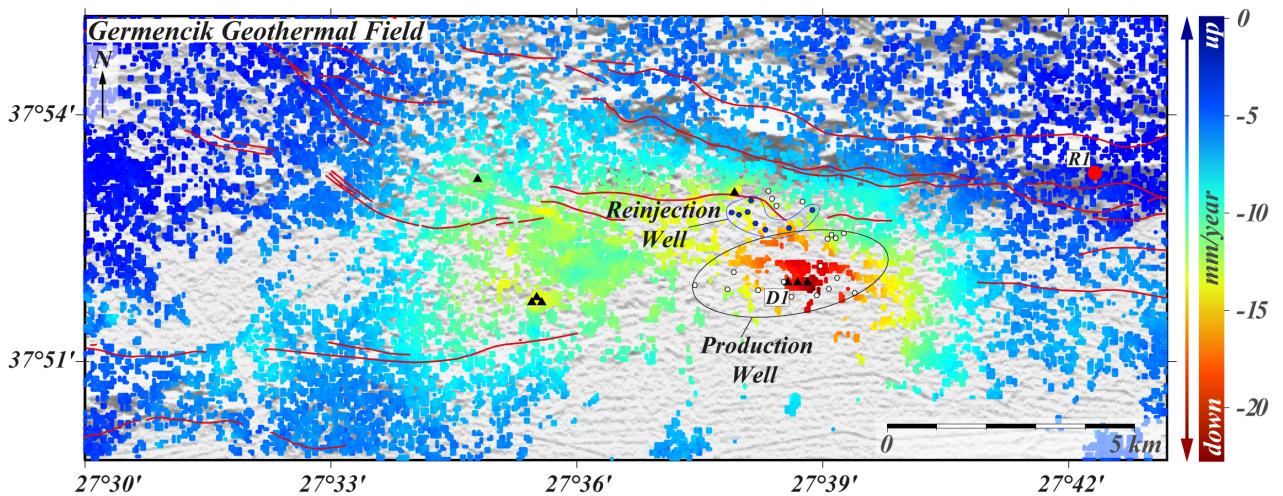 Germencik Geothermal Field
N
37°54'
37°51'
R1
Reinjection
Well
D1
Production
Well
0
5 km
27°30'
27°33'
27°36'
27°39'
27°42'
up
down
0
-5
-10
-15
-20
mm/year